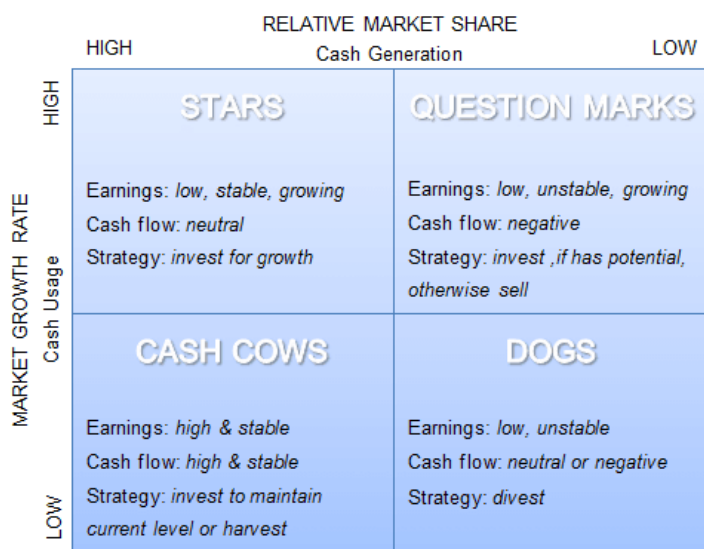 RELATIVE MARKET SHARE
HIGH
Cash Generation
LOW
MARKET GROWTH RATE
Cash Usage
HIGH
LOW
STARS
Earnings: low, stable, growing
Cash flow: neutral
Strategy: invest for growth
QUESTION MARKS
Earnings: low, unstable, growing
Cash flow: negative
Strategy: invest ,if has potential,
otherwise sell
CASH COWS
Earnings: high & stable
Cash flow: high & stable
Strategy: invest to maintain
current level or harvest
DOGS
Earnings: low, unstable
Cash flow: neutral or negative
Strategy: divest